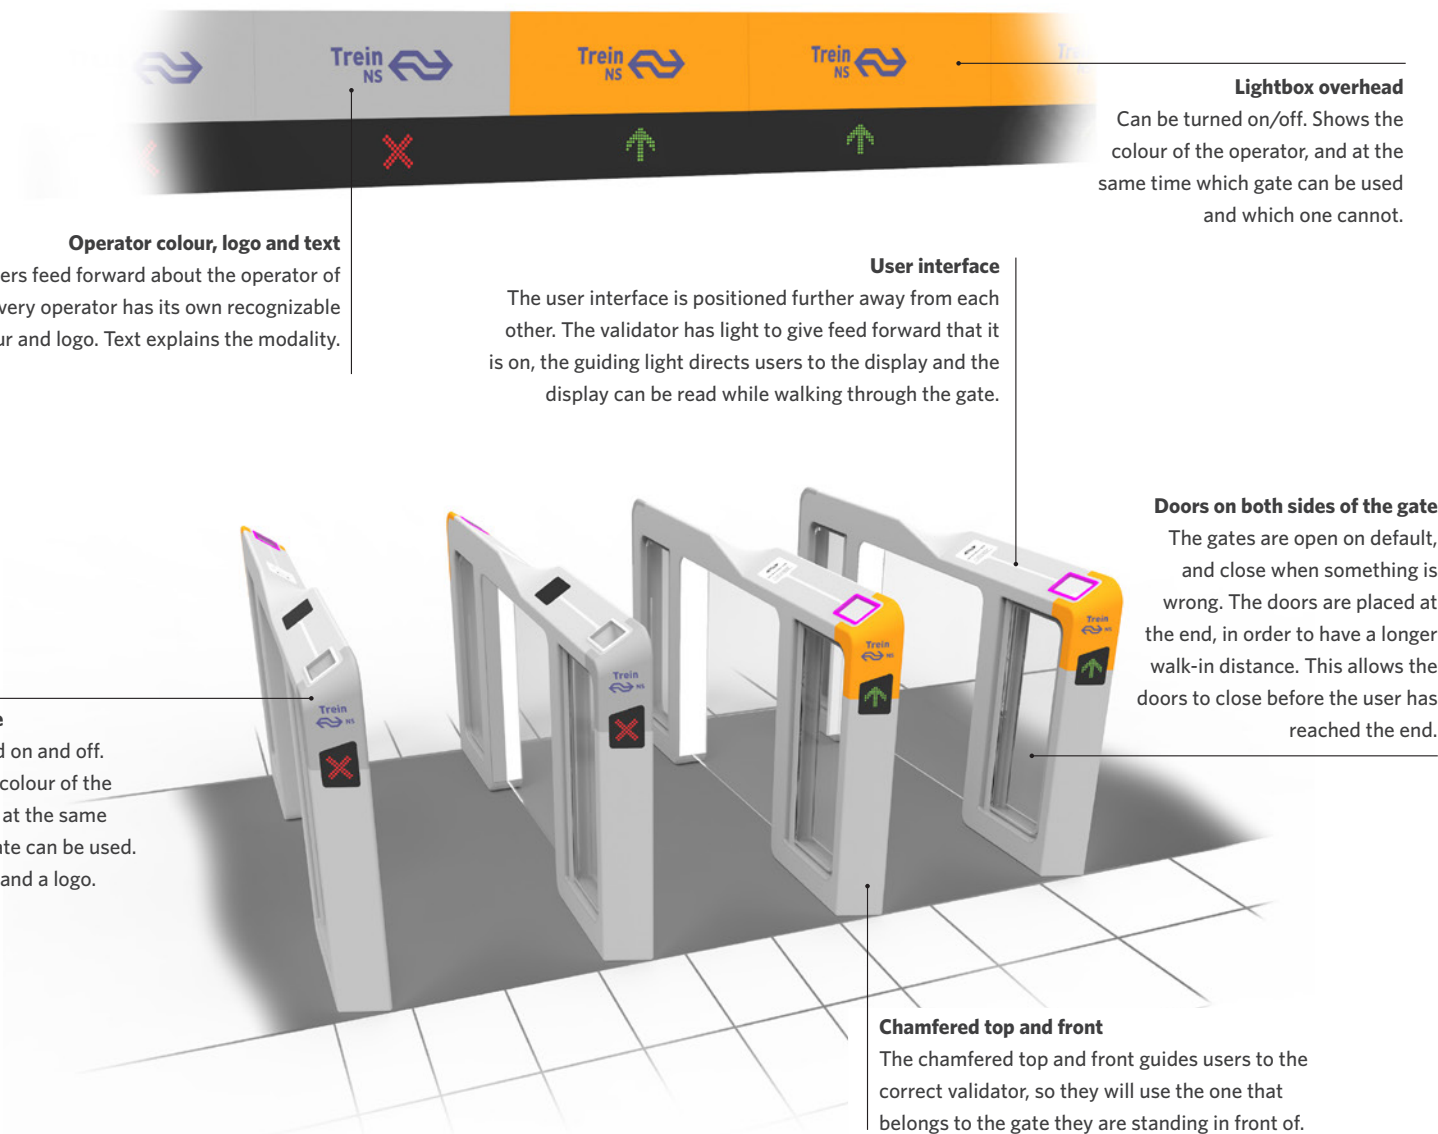 Trein
NS
Trein
NS
Trein
NS
Lightbox overhead
Can be turned on/off. Shows the
colour of the operator, and at the
same time which gate can be used
and which one cannot.
Operator colour, logo and text
feed forward about the operator of
operator has its own recognizable
and logo. Text explains the modality.
User interface
The user interface is positioned further away from each
other. The validator has light to give feed forward that it
is on, the guiding light directs users to the display and the
display can be read while walking through the gate.
Doors on both sides of the gate
The gates are open on default,
and close when something is
wrong. The doors are placed at
the end, in order to have a longer
walk-in distance. This allows the
doors to close before the user has
reached the end.
Trein
NS
Trein
NS
Trein
NS
Trein
NS
on and off.
colour of the
at the same
can be used.
and a logo.
Chamfered top and front
The chamfered top and front guides users to the
correct validator, so they will use the one that
belongs to the gate they are standing in front of.